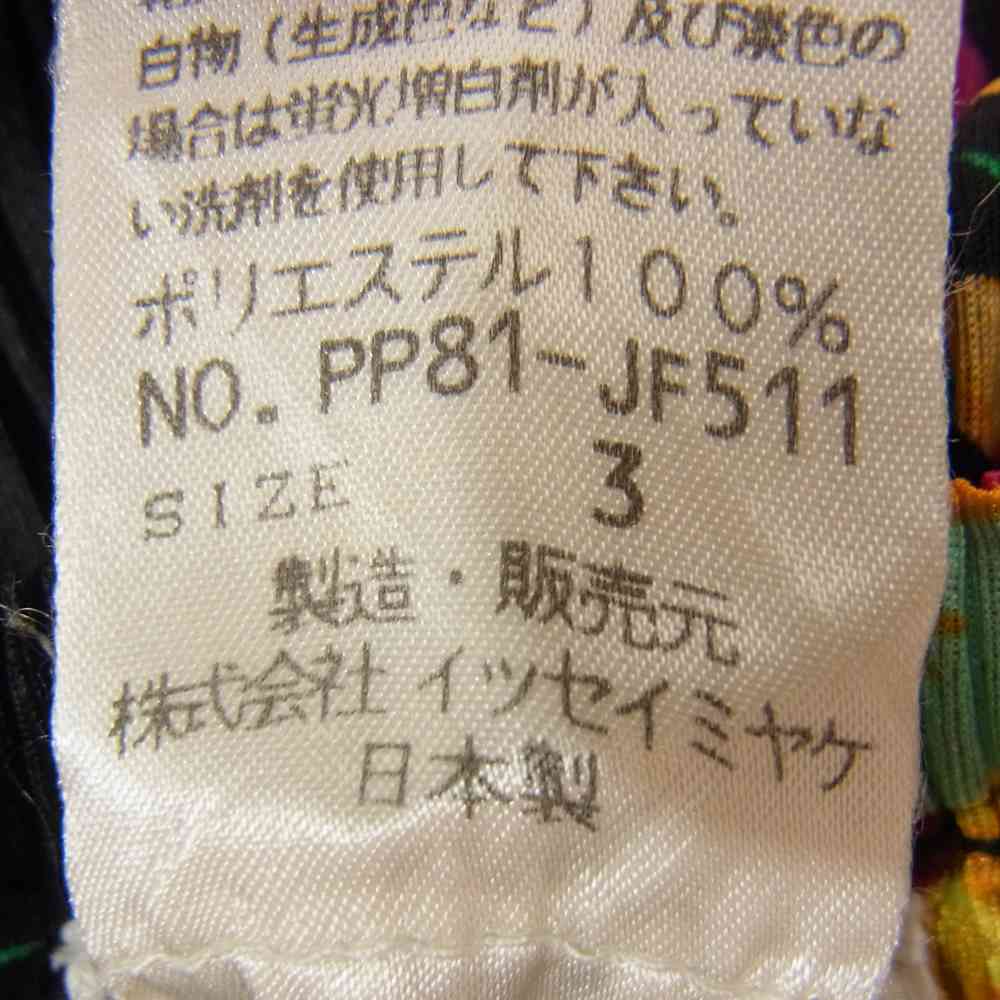 白物(生成色など)及び淡色の
場合は蛍光増白剤が入っていな
い洗剤を使用して下さい。
ポリエステル100%
NO. PP81-JF511
SIZE 3
製造・販売元
株式会社 イッセイミヤケ
日本製